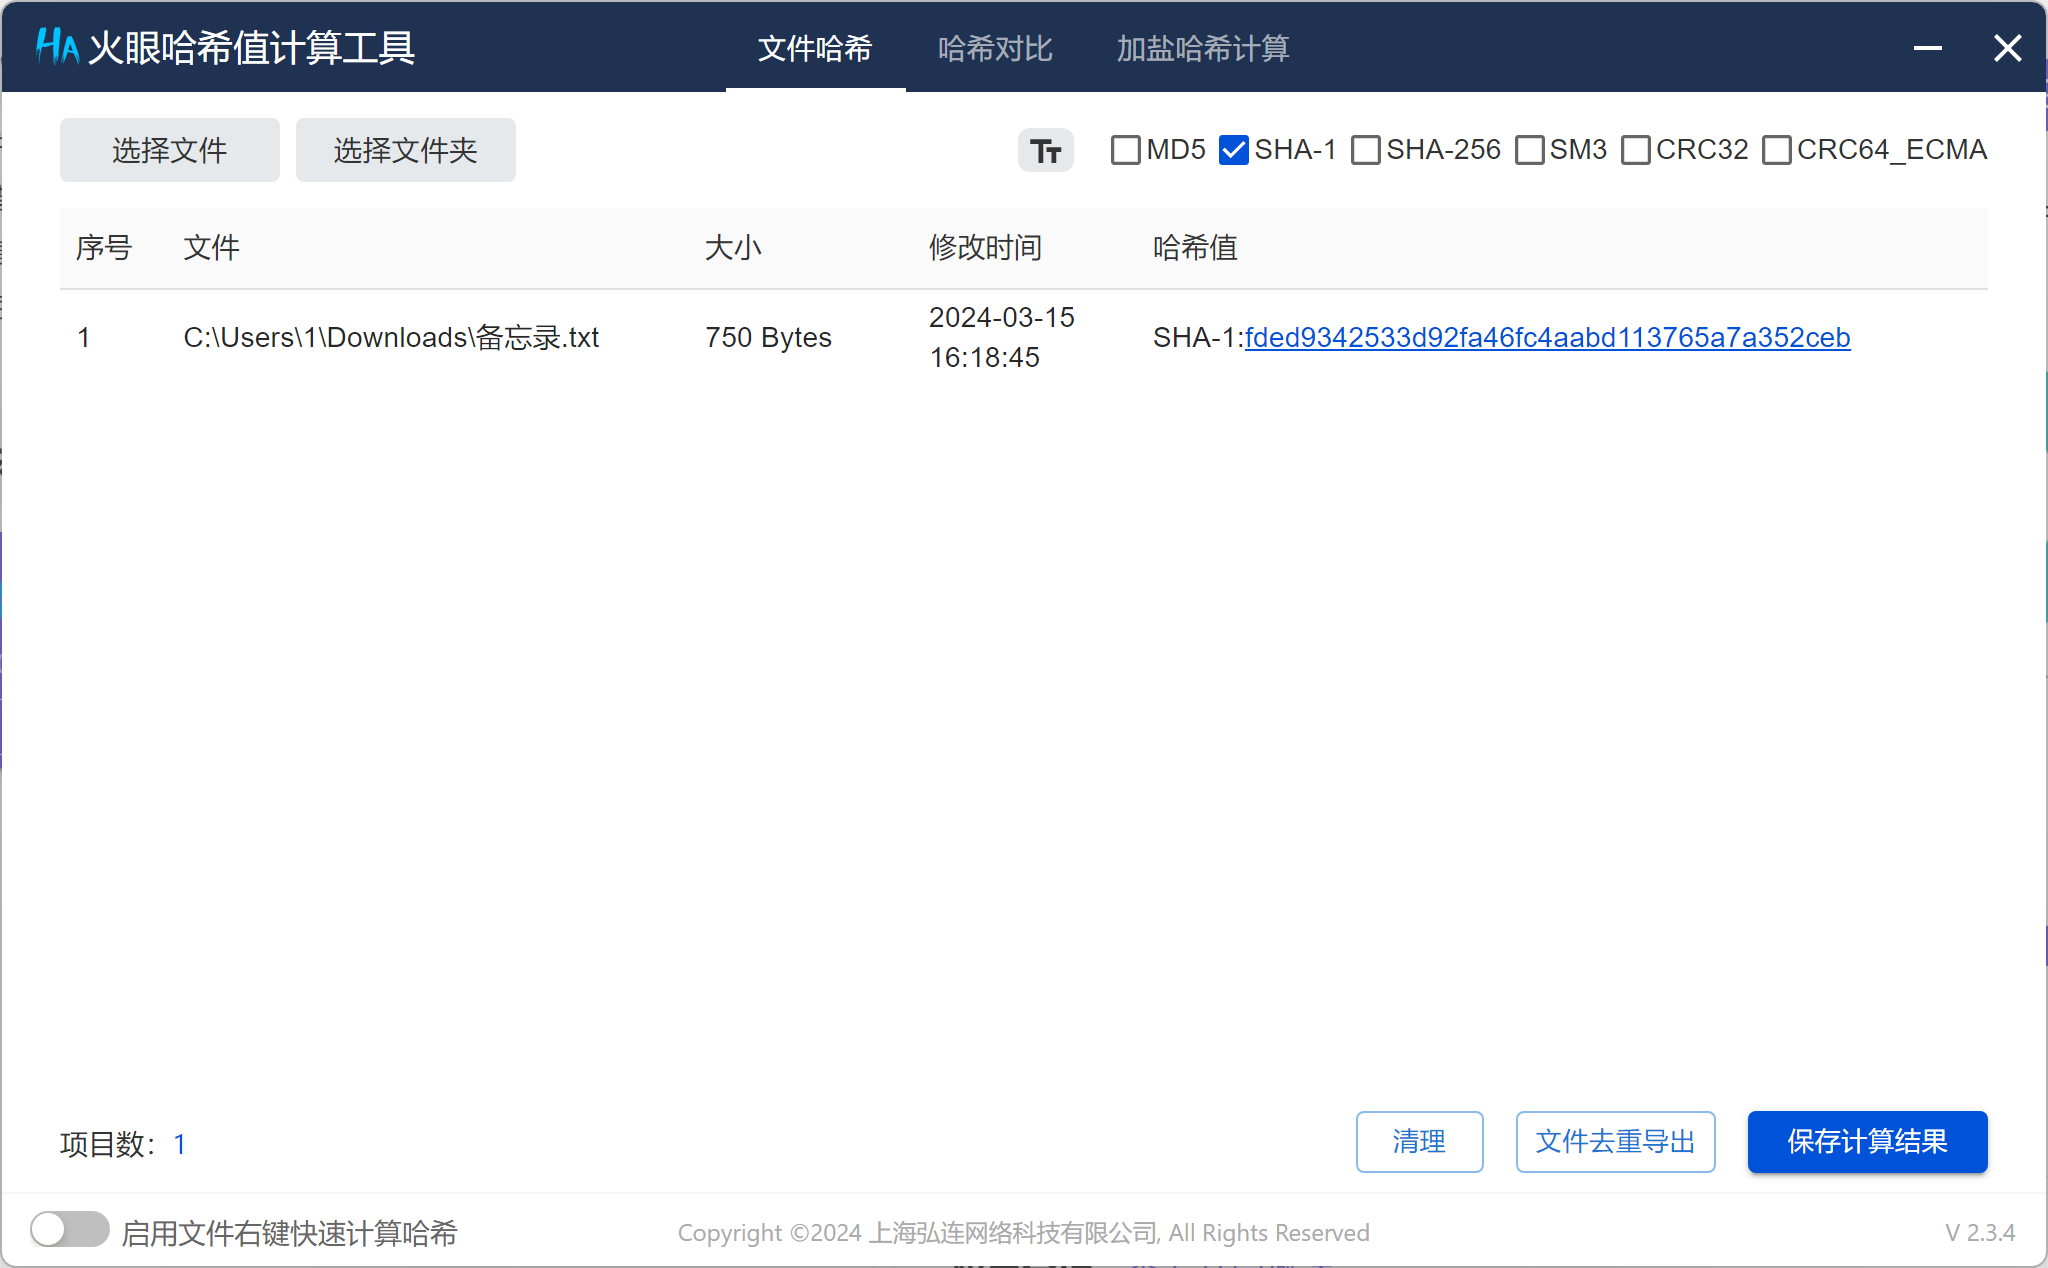 HA 火眼哈希值计算工具
文件哈希 哈希对比 加盐哈希计算
选择文件 选择文件夹 Tт MD5 SHA-1 SHA-256 SM3 CRC32 CRC64_ECMA
序号 文件 大小 修改时间 哈希值
1 C:\Users\1\Downloads\备忘录.txt 750 Bytes 2024-03-15 16:18:45 SHA-1:fded9342533d92fa46fc4aabd113765a7a352ceb
项目数：1 清理 文件去重导出 保存计算结果
启用文件右键快速计算哈希 Copyright ©2024 上海弘连网络科技有限公司, All Rights Reserved V 2.3.4